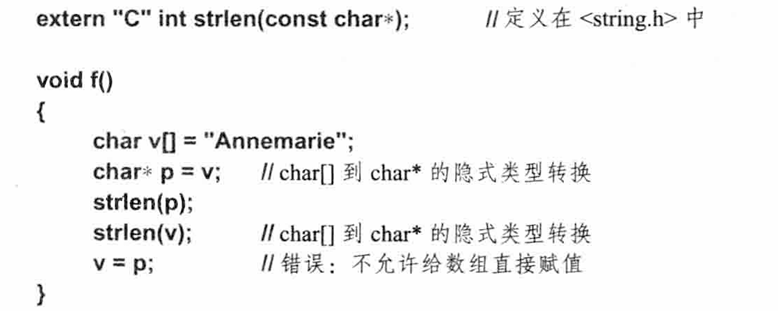 extern "C" int strlen(const char*); // 定义在 <string.h> 中
void f()
{
char v[] = "Annemarie";
char* p = v; // char[] 到 char* 的隐式类型转换
strlen(p);
strlen(v); // char[] 到 char* 的隐式类型转换
v = p; // 错误：不允许给数组直接赋值
}